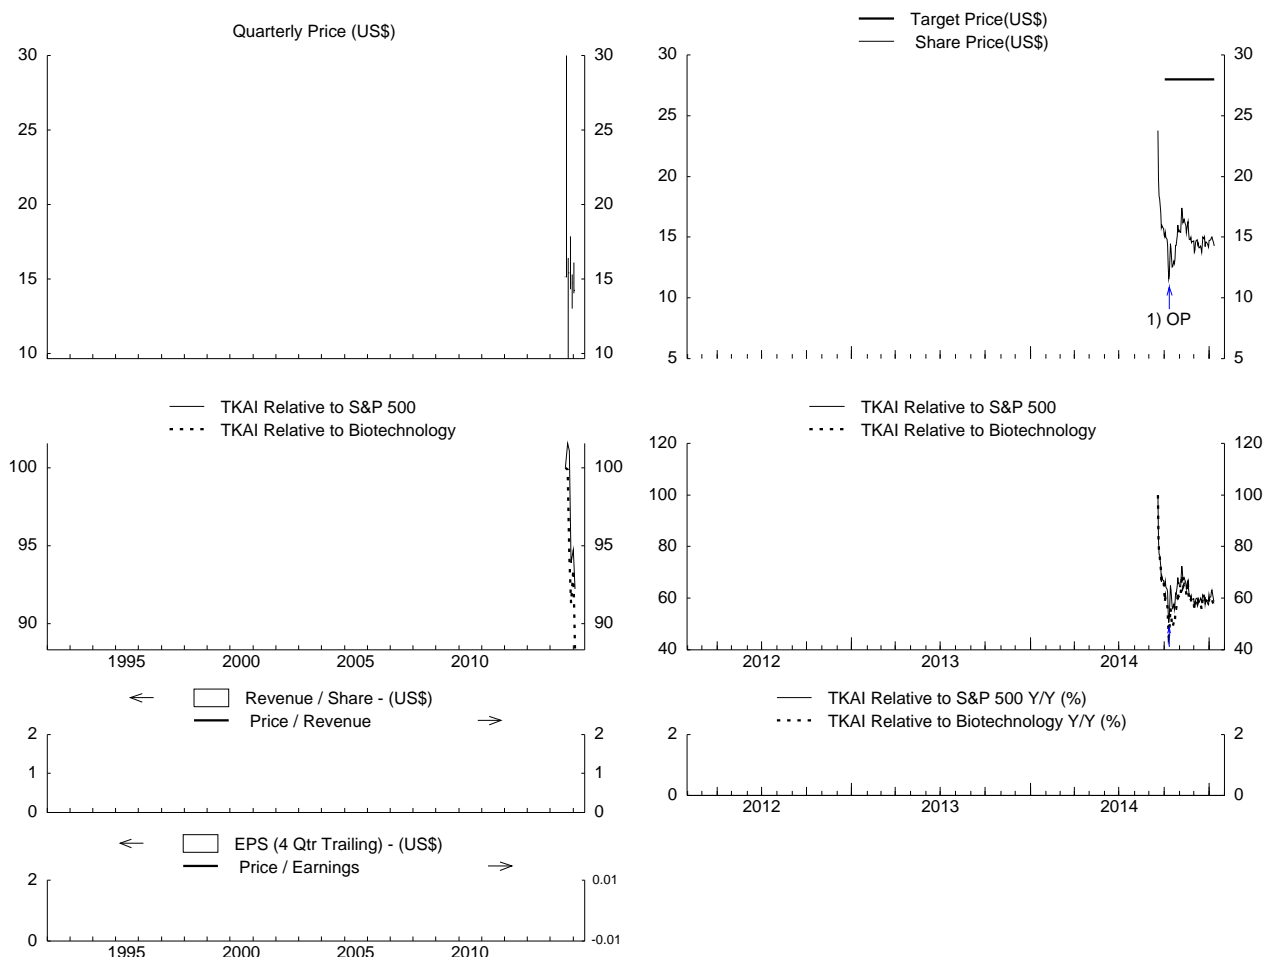 Quarterly Price (US$)
30 30
25 25
20 20
15 15
10 10
Target Price(US$)
Share Price(US$)
30 30
25 25
20 20
15 15
10 10
1) OP
5 5
TKAI Relative to S&P 500
TKAI Relative to Biotechnology
100 100
95 95
90 90
1995 2000 2005 2010
TKAI Relative to S&P 500
TKAI Relative to Biotechnology
120 120
100 100
80 80
60 60
40 40
2012 2013 2014
Revenue / Share - (US$)
Price / Revenue
2 2
1 1
0 0
TKAI Relative to S&P 500 Y/Y (%)
TKAI Relative to Biotechnology Y/Y (%)
2 2
0 0
2012 2013 2014
EPS (4 Qtr Trailing) - (US$)
Price / Earnings
2 0.01
0 -0.01
1995 2000 2005 2010